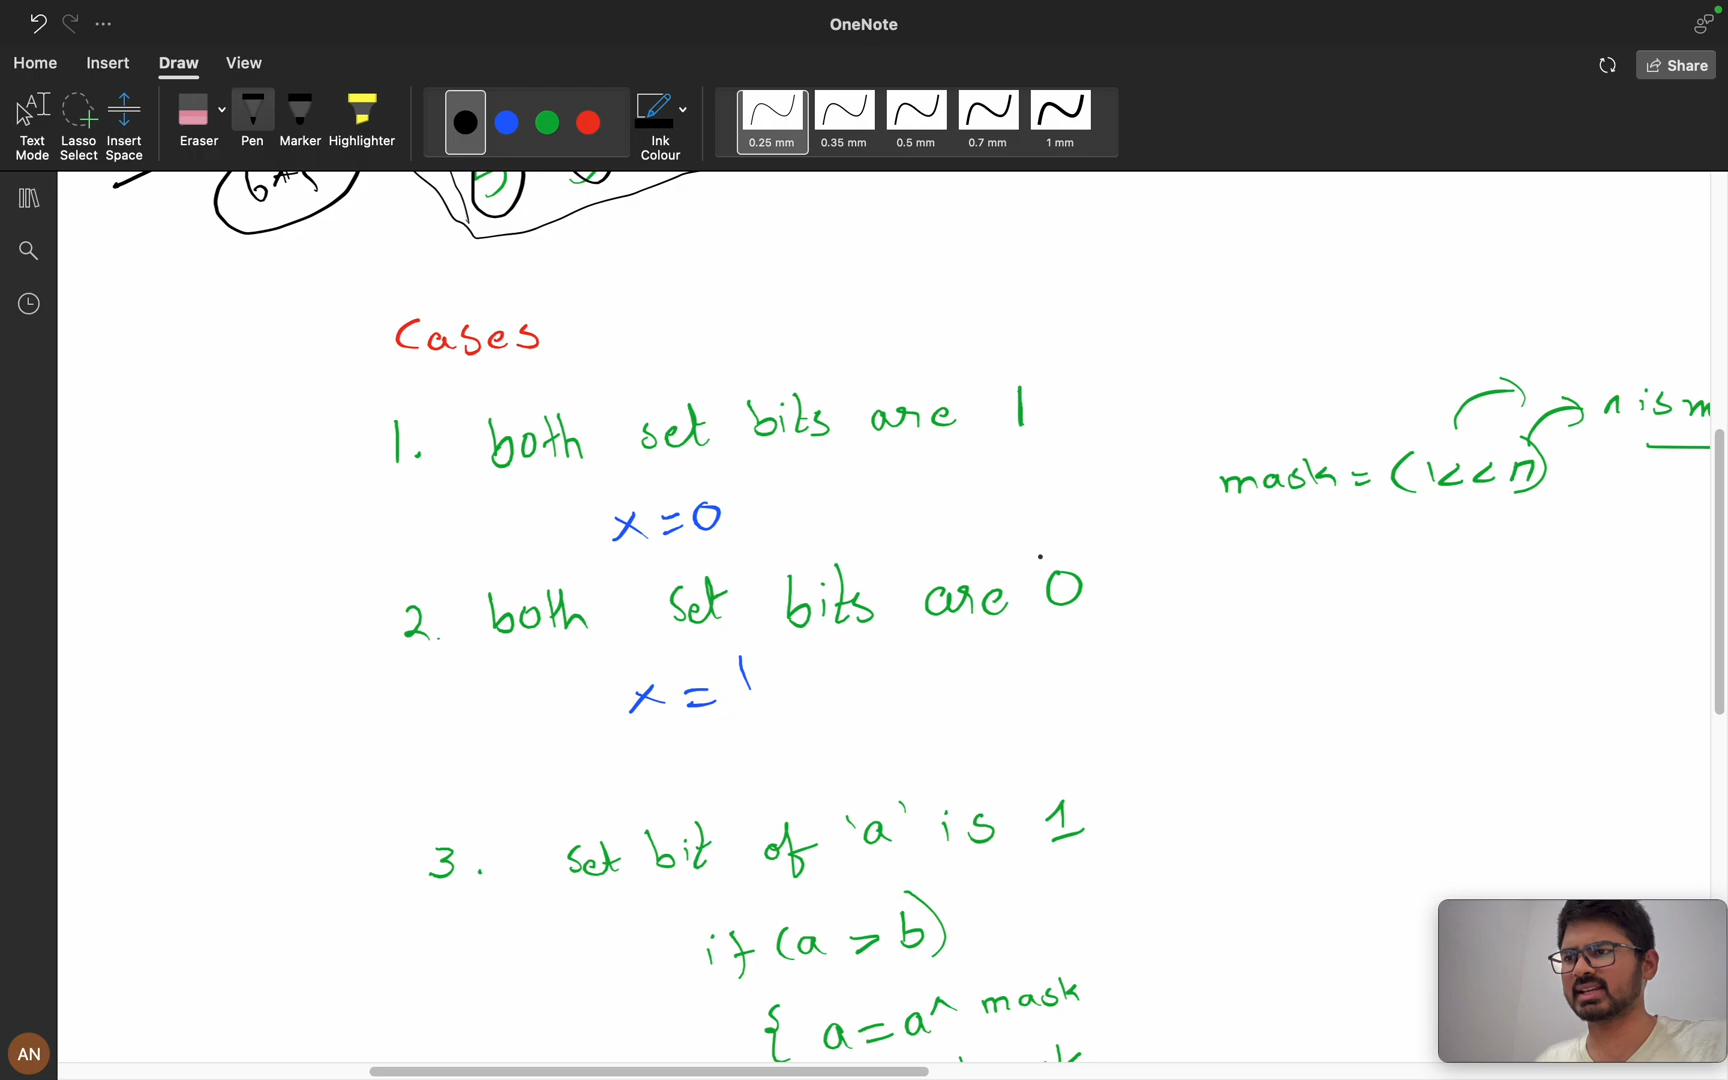 OneNote
Home Insert Draw View
Share
Text Mode
Lasso Select
Insert Space
Eraser
Pen
Marker
Highlighter
Ink Colour
0.25 mm
0.35 mm
0.5 mm
0.7 mm
1 mm
Cases
1. both set bits are 1
n is
mask = (1<<n)
x=0
2. both set bits are 0
x = 1
3. set bit of 'a' is 1
if (a > b)
{ a=a^ mask
AN